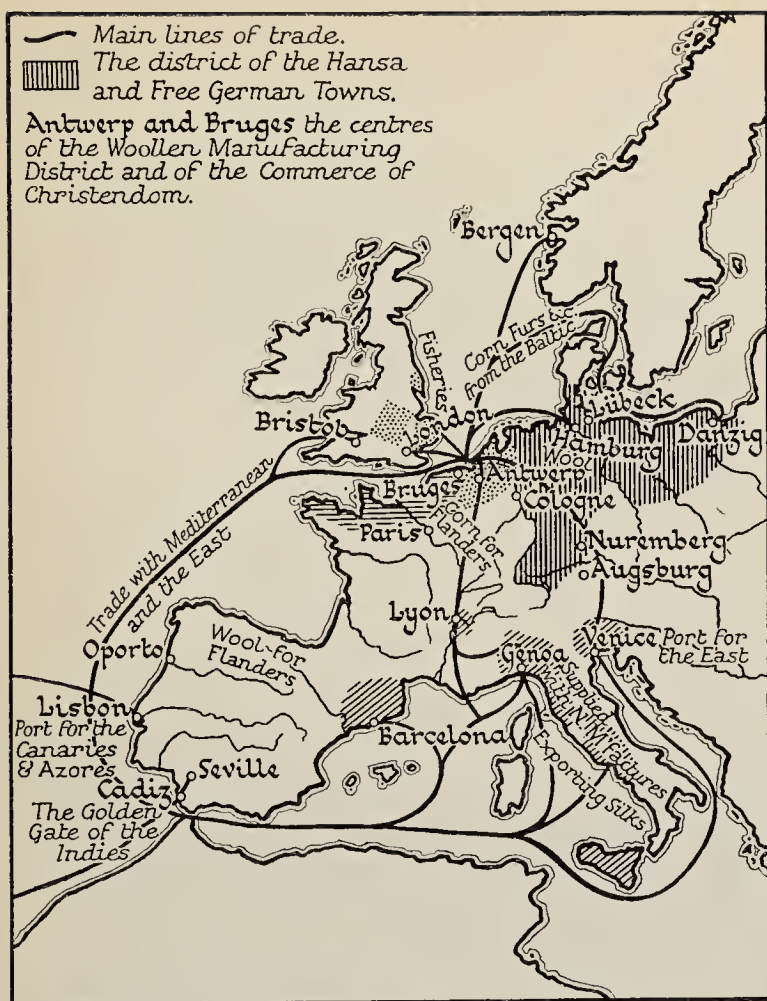 Main lines of trade.
The district of the Hansa
and Free German Towns.
Antwerp and Bruges the centres
of the Woollen Manufacturing
District and of the Commerce of
Christendom.
Bergen
Corn, Furs &c
from the Baltic
Fisheries
Lübeck
Bristol
London
Hamburg
Danzig
Wool
Antwerp
Bruges
Cologne
Trade with Mediterranean
and the East
Paris
Corn for
Flanders
Nuremberg
Augsburg
Lyon
Oporto
Wool for
Flanders
Genoa
Venice
Port for
the East
Supplied
with N. Manufactures
Exporting Silks
Lisbon
Port for the
Canaries
& Azores
Barcelona
Seville
Càdiz
The Golden
Gate of the
Indies